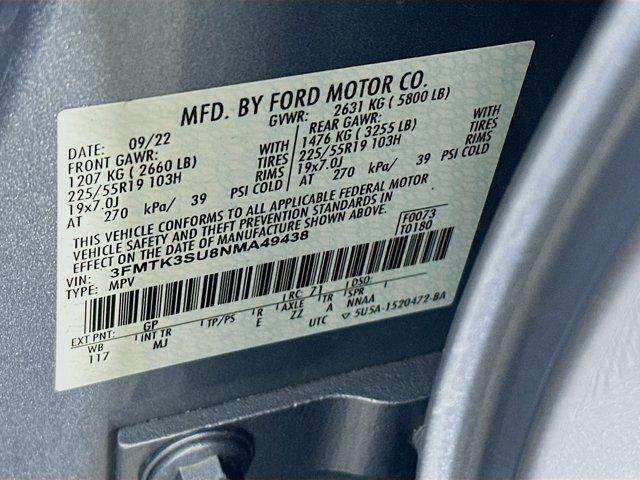 MFD. BY FORD MOTOR CO.
DATE: 09/22 GVWR: 2631 KG ( 5800 LB)
FRONT GAWR: REAR GAWR:
1207 KG ( 2660 LB) WITH 1476 KG ( 3255 LB) WITH
225/55R19 103H TIRES 225/55R19 103H TIRES
19x7.0J RIMS 19x7.0J RIMS
AT 270 kPa/ 39 PSI COLD AT 270 kPa/ 39 PSI COLD
THIS VEHICLE CONFORMS TO ALL APPLICABLE FEDERAL MOTOR
VEHICLE SAFETY AND THEFT PREVENTION STANDARDS IN
EFFECT ON THE DATE OF MANUFACTURE SHOWN ABOVE.
VIN: 3FMTK3SU8NMA49438 F0073
TYPE: MPV T0180
EXT PNT: GP RC: Z1 DSO:
WB INT TR TP/PS R AXLE TR SPR
117 MJ E ZZ A NNAA
UTC ▽ 5U5A-1520472-BA